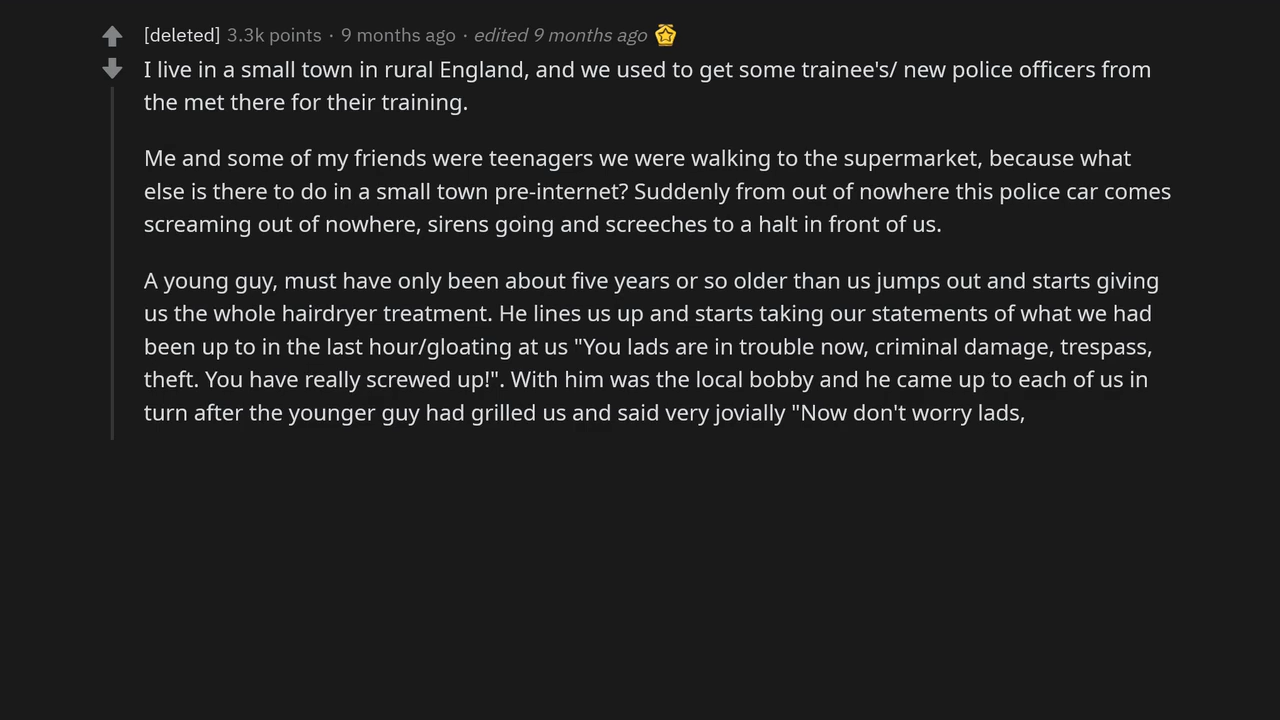 [deleted] 3.3k points · 9 months ago · edited 9 months ago
I live in a small town in rural England, and we used to get some trainee's/ new police officers from
the met there for their training.
Me and some of my friends were teenagers we were walking to the supermarket, because what
else is there to do in a small town pre-internet? Suddenly from out of nowhere this police car comes
screaming out of nowhere, sirens going and screeches to a halt in front of us.
A young guy, must have only been about five years or so older than us jumps out and starts giving
us the whole hairdryer treatment. He lines us up and starts taking our statements of what we had
been up to in the last hour/gloating at us "You lads are in trouble now, criminal damage, trespass,
theft. You have really screwed up!". With him was the local bobby and he came up to each of us in
turn after the younger guy had grilled us and said very jovially "Now don't worry lads,